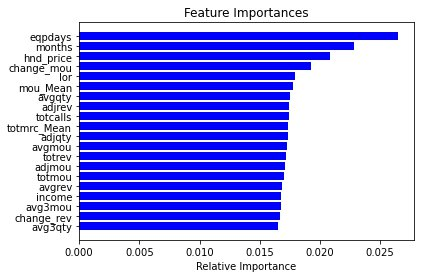 Feature Importances
eqpdays
months
hnd_price
change_mou
lor
mou_Mean
avgqty
adjrev
totcalls
totmrc_Mean
adjqty
avgmou
totrev
adjmou
totmou
avgrev
income
avg3mou
change_rev
avg3qty
0.000 0.005 0.010 0.015 0.020 0.025
Relative Importance